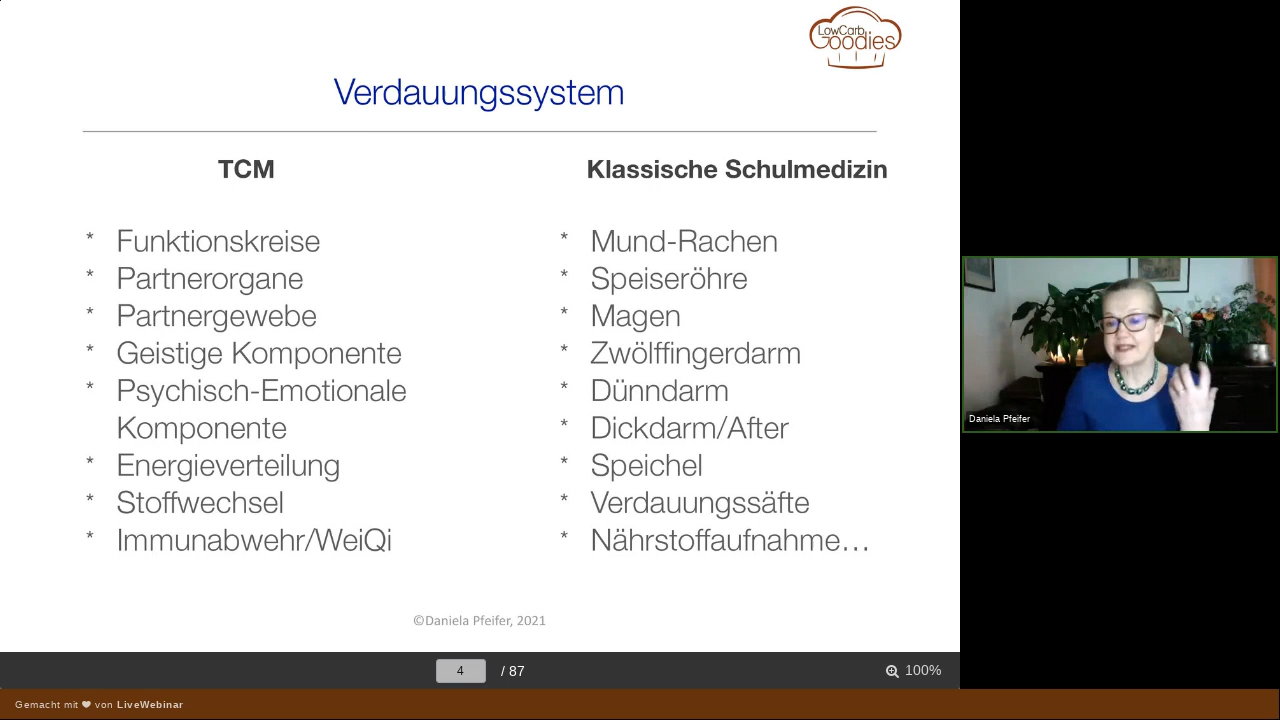 LowCarb
Goodies
Verdauungssystem
TCM
* Funktionskreise
* Partnerorgane
* Partnergewebe
* Geistige Komponente
* Psychisch-Emotionale
Komponente
* Energieverteilung
* Stoffwechsel
* Immunabwehr/WeiQi
Klassische Schulmedizin
* Mund-Rachen
* Speiseröhre
* Magen
* Zwölffingerdarm
* Dünndarm
* Dickdarm/After
* Speichel
* Verdauungssäfte
* Nährstoffaufnahme…
©Daniela Pfeifer, 2021
4 / 87
100%
Daniela Pfeifer
Gemacht mit ♥ von LiveWebinar